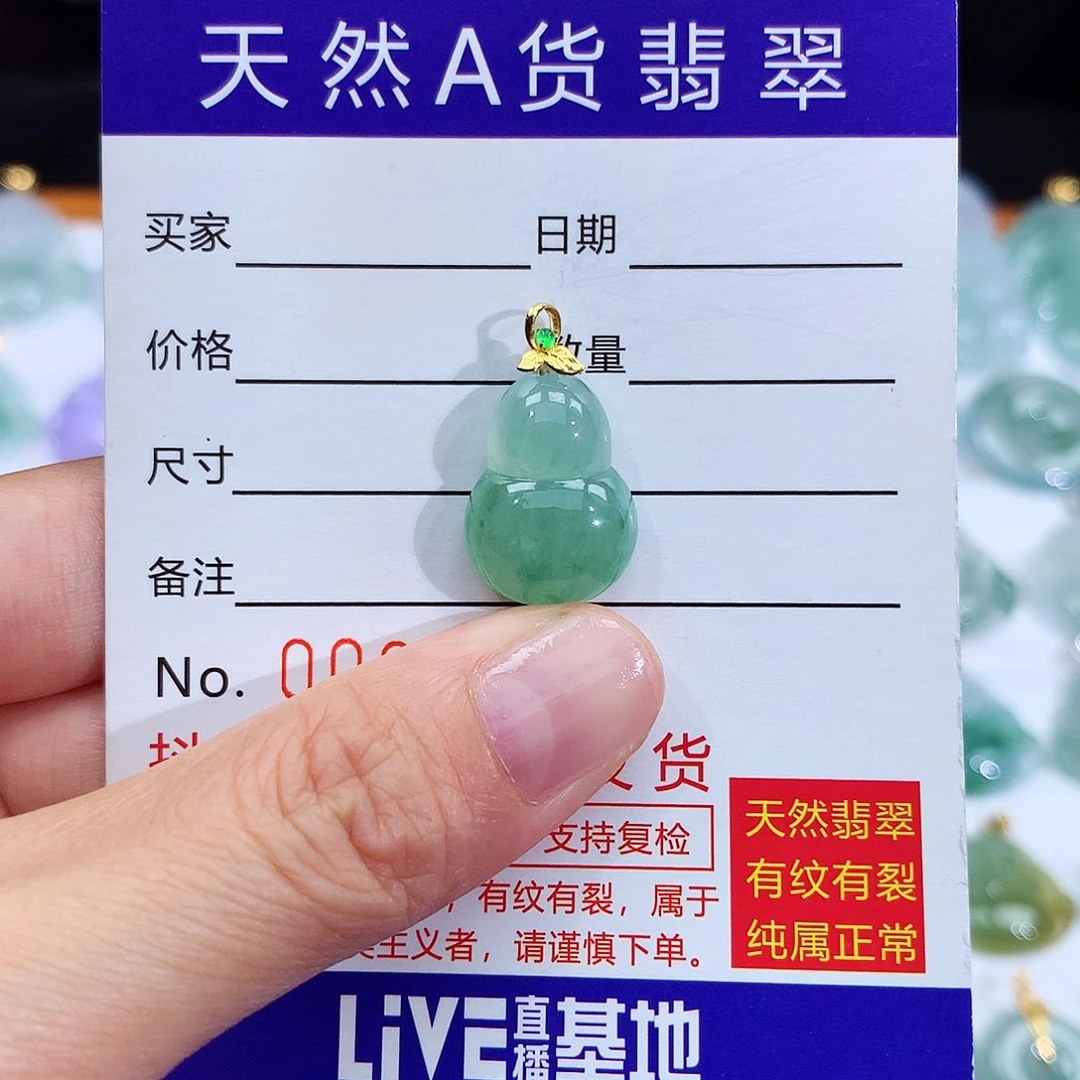 天然A货翡翠
买家 日期
价格 数量
尺寸
备注
No. 00
货
支持复检
天然翡翠
有纹有裂
纯属正常
，有纹有裂，属于
主义者，请谨慎下单。
LiVE直播基地